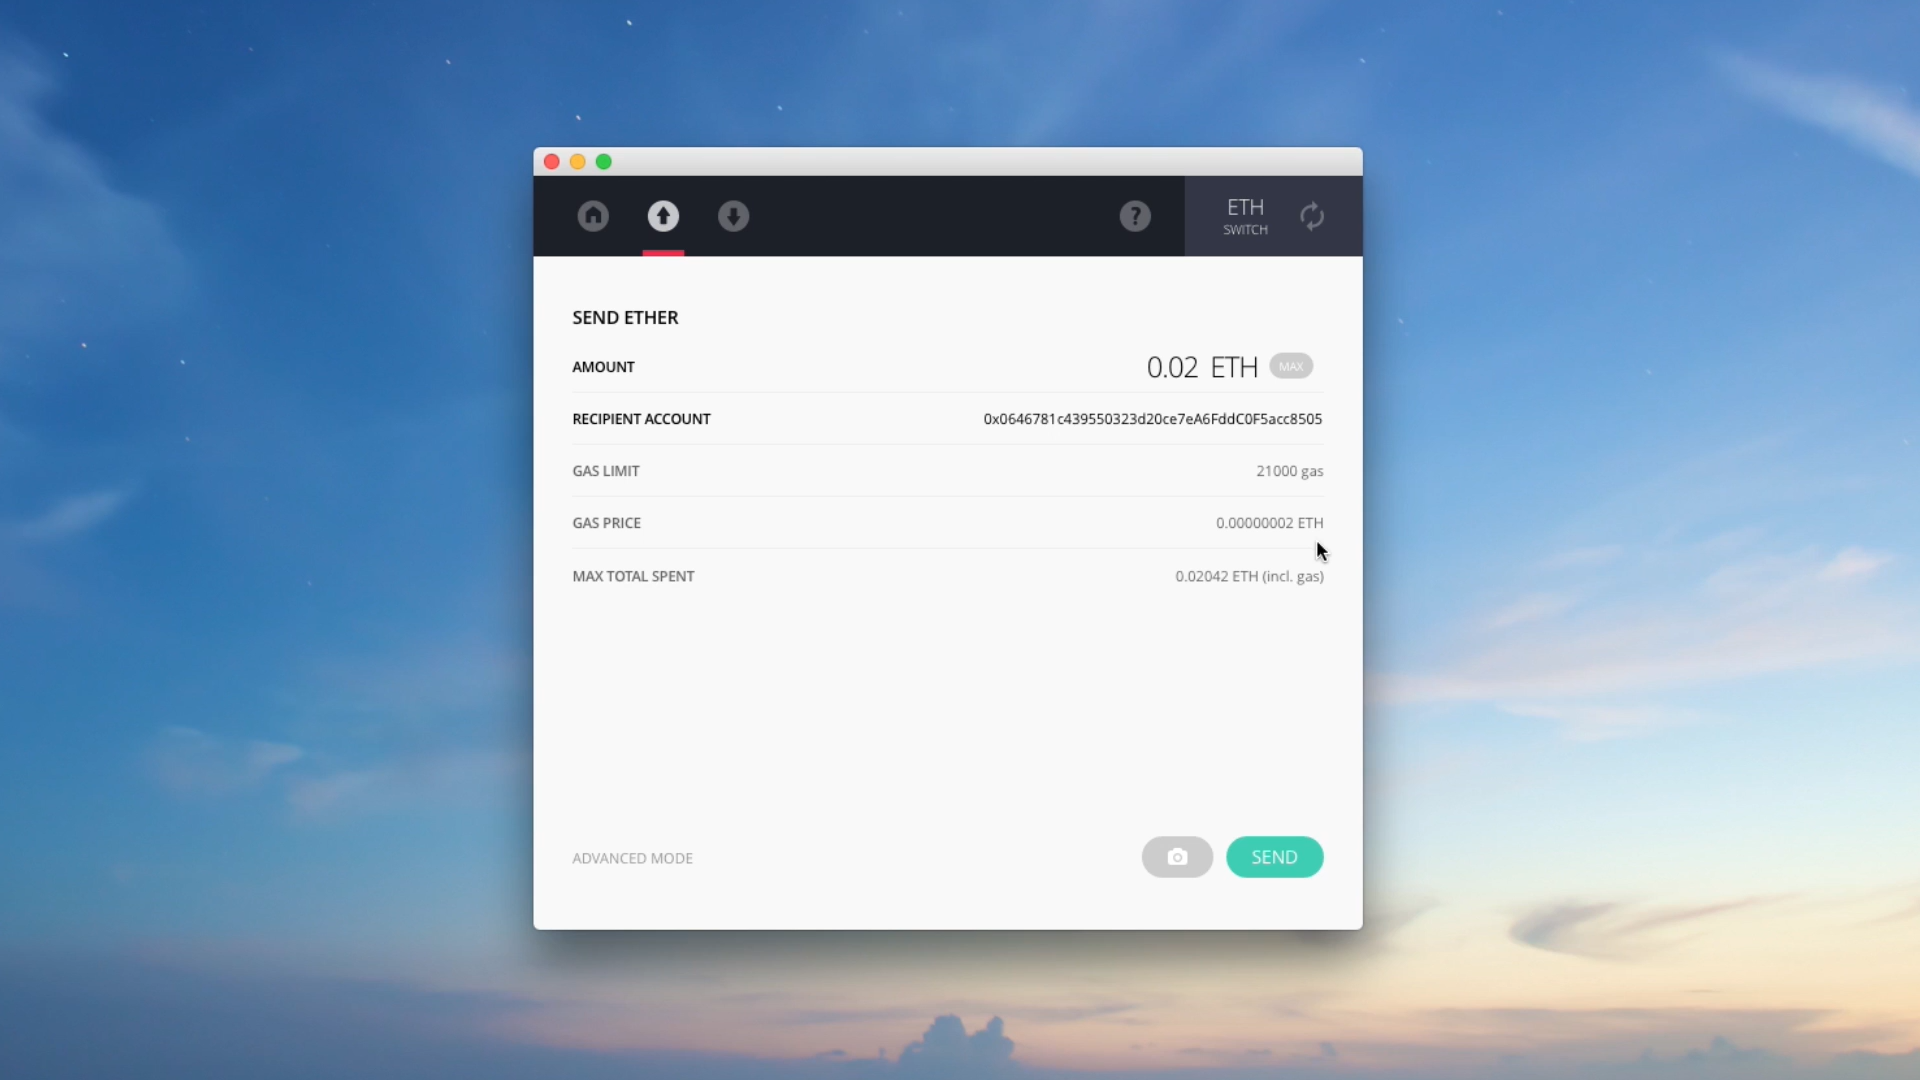 ?
ETH
SWITCH
SEND ETHER
AMOUNT 0.02 ETH MAX
RECIPIENT ACCOUNT 0x0646781c439550323d20ce7eA6FddC0F5acc8505
GAS LIMIT 21000 gas
GAS PRICE 0.00000002 ETH
MAX TOTAL SPENT 0.02042 ETH (incl. gas)
ADVANCED MODE SEND